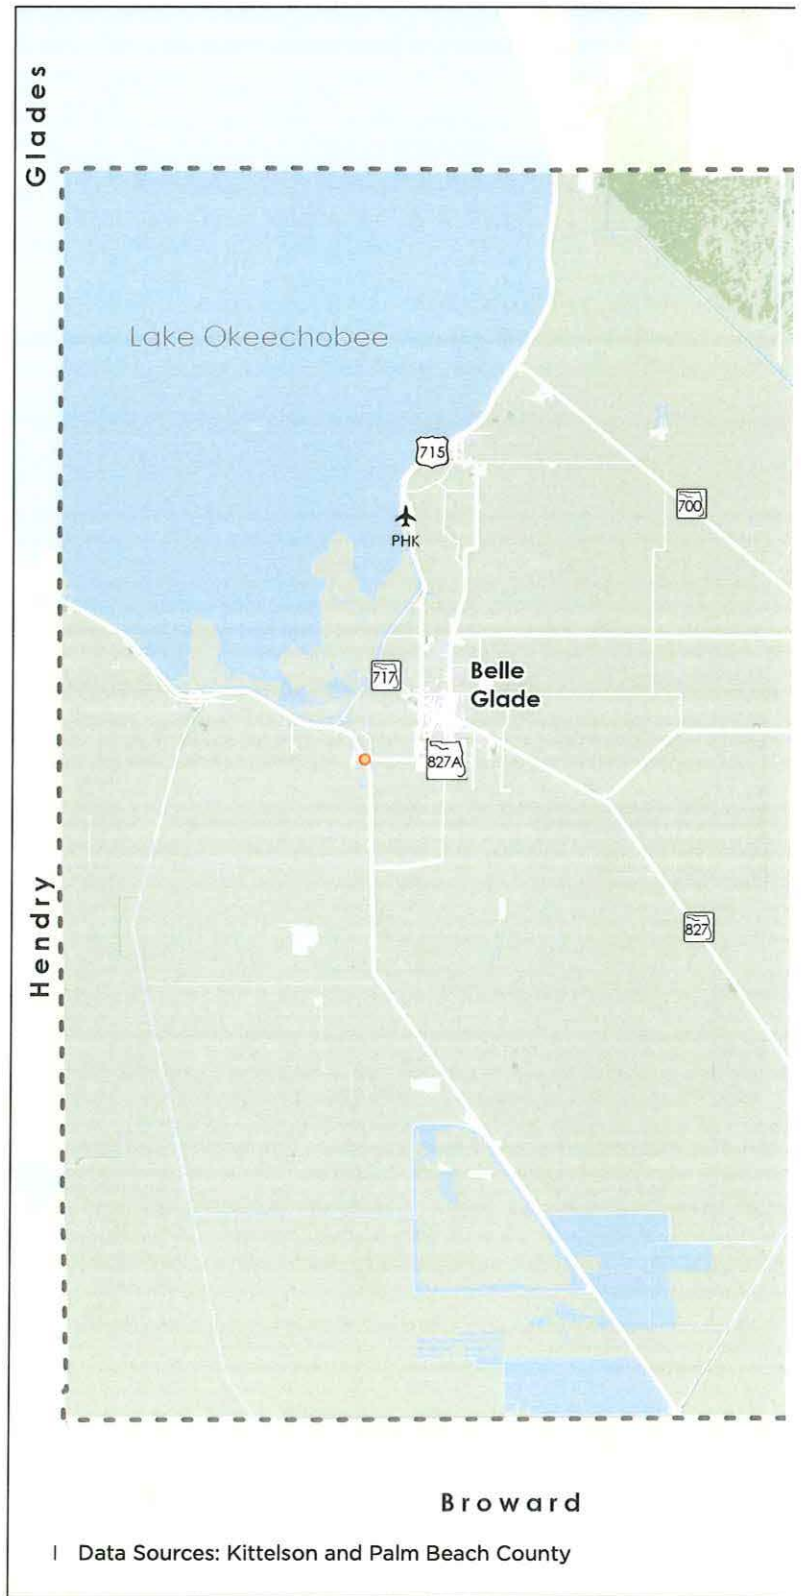 Glades
Lake Okeechobee
715
700
PHK
717
Belle
Glade
827A
Hendry
827
Broward
| Data Sources: Kittelson and Palm Beach County